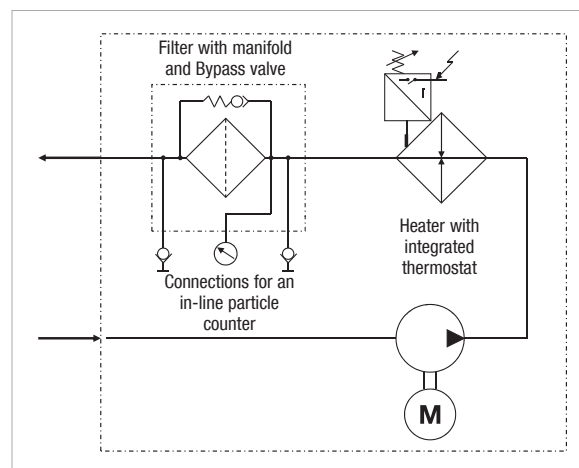 Filter with manifold
and Bypass valve
Heater with
integrated
thermostat
Connections for an
in-line particle
counter
M